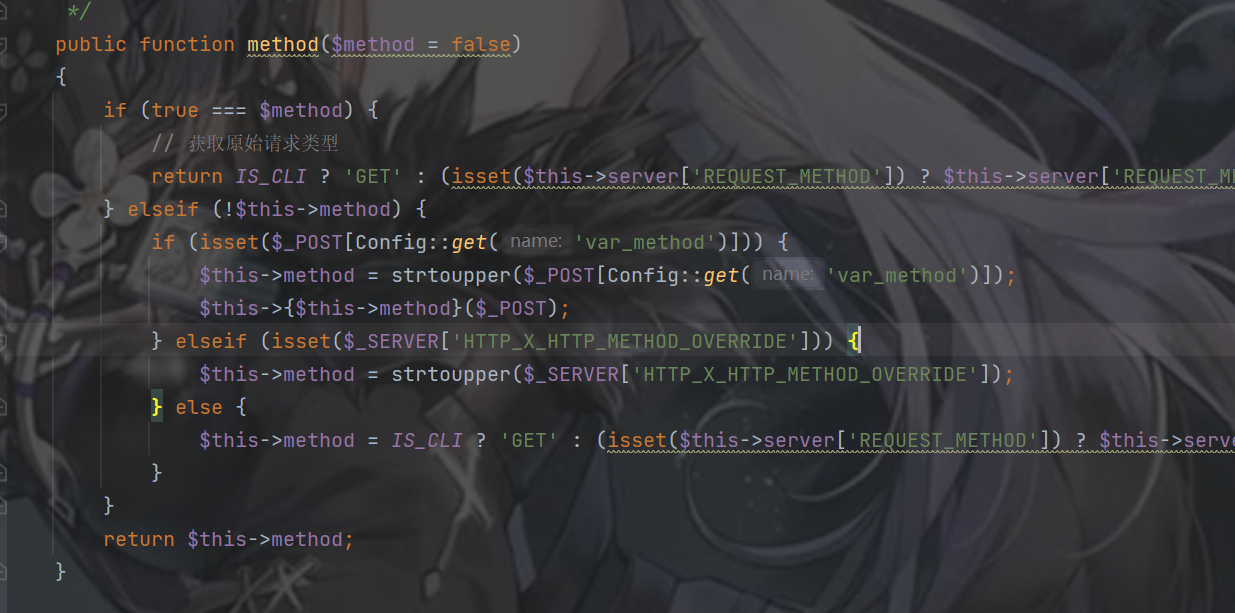 */
public function method($method = false)
{
if (true === $method) {
// 获取原始请求类型
return IS_CLI ? 'GET' : (isset($this->server['REQUEST_METHOD']) ? $this->server['REQUEST_ME
} elseif (!$this->method) {
if (isset($_POST[Config::get( name: 'var_method')])) {
$this->method = strtoupper($_POST[Config::get( name: 'var_method')]);
$this->{$this->method}($_POST);
} elseif (isset($_SERVER['HTTP_X_HTTP_METHOD_OVERRIDE'])) {
$this->method = strtoupper($_SERVER['HTTP_X_HTTP_METHOD_OVERRIDE']);
} else {
$this->method = IS_CLI ? 'GET' : (isset($this->server['REQUEST_METHOD']) ? $this->serve
}
}
return $this->method;
}